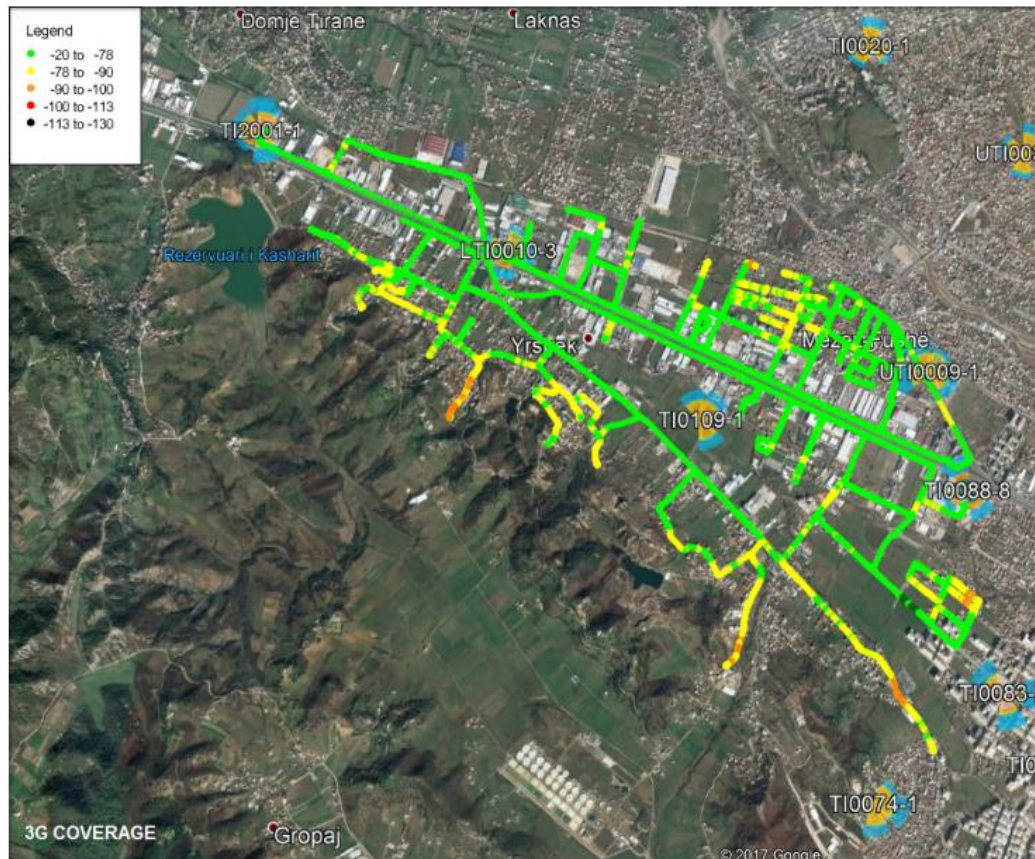 Domje Tirane
Laknas
Legend
-20 to -78
-78 to -90
-90 to -100
-100 to -113
-113 to -130
TI0020-1
TI2001-1
LTI0010-3
Rezervuari i Kasharit
UTI0009-1
TI0109-1
TI0088-8
TI0083-
TI0074-1
3G COVERAGE
Gropaj
© 2017 Google